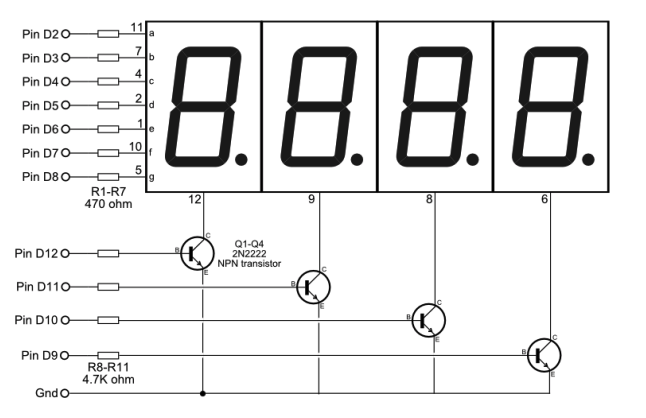 Pin D2 11 a
Pin D3 7 b
Pin D4 4 c
Pin D5 2 d
Pin D6 1 e
Pin D7 10 f
Pin D8 5 g
R1-R7
470 ohm
12 9 8 6
Q1-Q4
2N2222
NPN transistor
Pin D12 B C E
Pin D11 B C E
Pin D10 B C E
Pin D9 B C E
R8-R11
4.7K ohm
Gnd